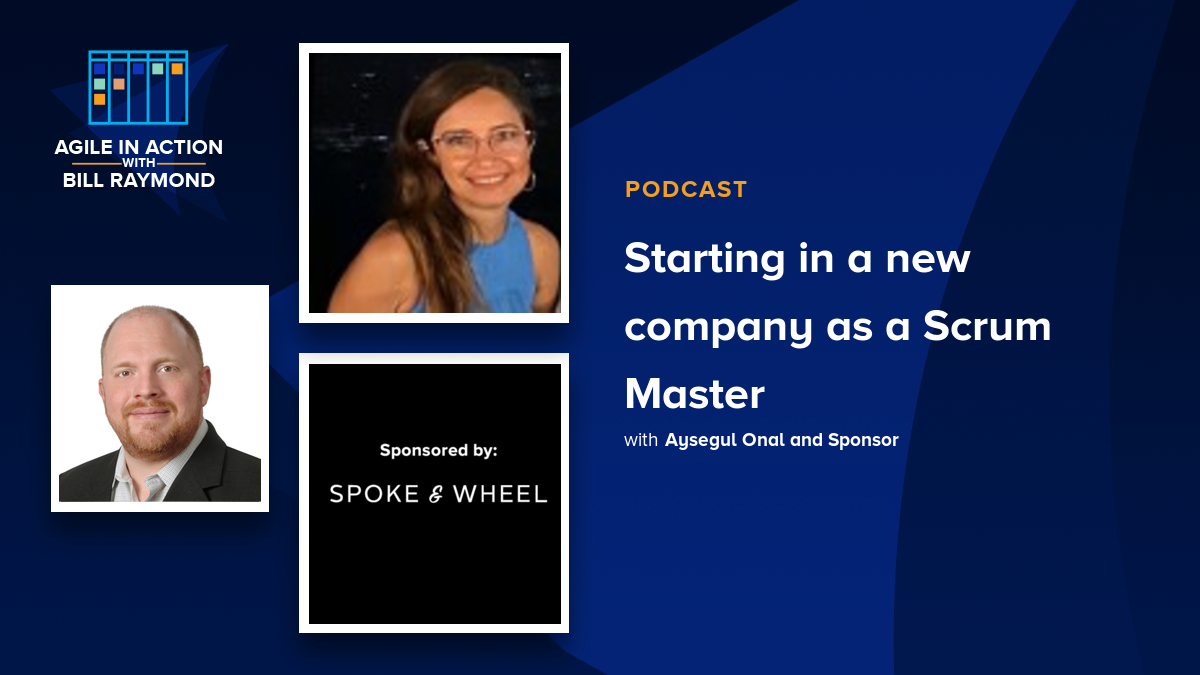 AGILE IN ACTION
WITH
BILL RAYMOND
Sponsored by:
SPOKE & WHEEL
PODCAST
Starting in a new
company as a Scrum
Master
with Aysegul Onal and Sponsor